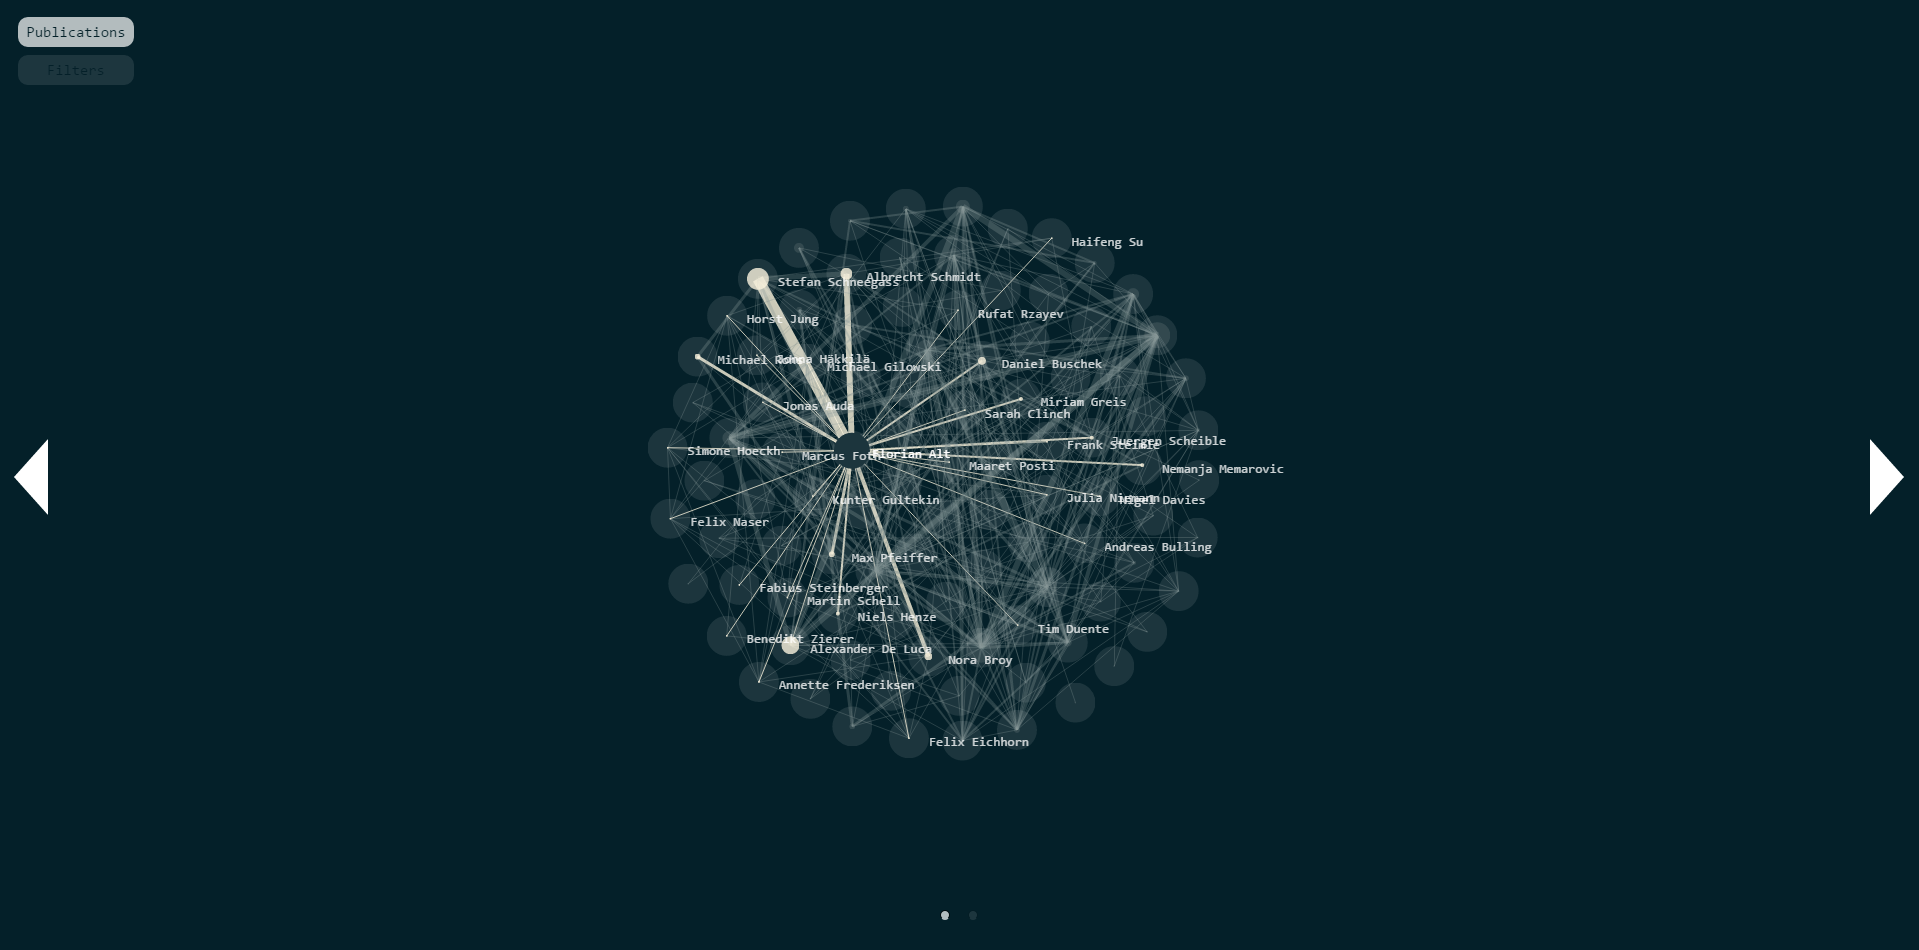 Publications
Filters
Haifeng Su
Albrecht Schmidt
Stefan Schneegass
Rufat Rzayev
Horst Jung
Michael
Jonna Häkkilä
Michael Gilowski
Daniel Buschek
Miriam Greis
Jonas Auda
Sarah Clinch
Juergen Scheible
Frank Steimle
Simone Hoeckh
Florian Alt
Marcus Foth
Maaret Posti
Nemanja Memarovic
Julia Niemann
Nigel Davies
Kunter Gultekin
Felix Naser
Andreas Bulling
Max Pfeiffer
Fabius Steinberger
Martin Schell
Niels Henze
Tim Duente
Benedikt Zierer
Alexander De Luca
Nora Broy
Annette Frederiksen
Felix Eichhorn